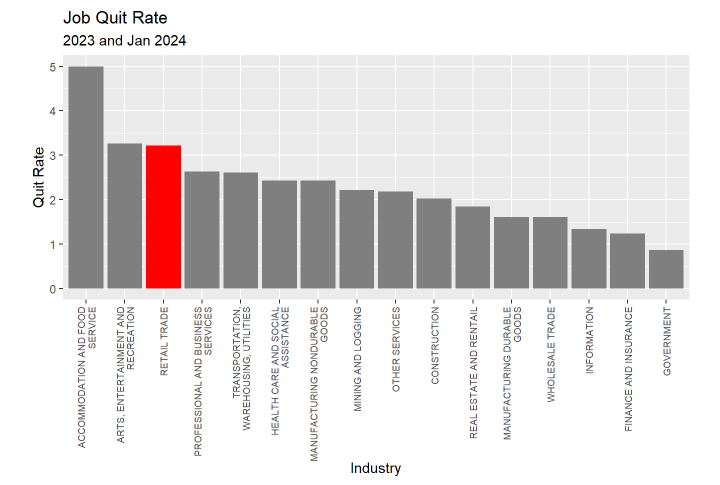 Job Quit Rate
2023 and Jan 2024
Quit Rate
5
4
3
2
1
0
ACCOMMODATION AND FOOD
SERVICE
ARTS, ENTERTAINMENT AND
RECREATION
RETAIL TRADE
PROFESSIONAL AND BUSINESS
SERVICES
TRANSPORTATION,
WAREHOUSING, UTILITIES
HEALTH CARE AND SOCIAL
ASSISTANCE
MANUFACTURING NONDURABLE
GOODS
MINING AND LOGGING
OTHER SERVICES
CONSTRUCTION
REAL ESTATE AND RENTAIL
MANUFACTURING DURABLE
GOODS
WHOLESALE TRADE
INFORMATION
FINANCE AND INSURANCE
GOVERNMENT
Industry